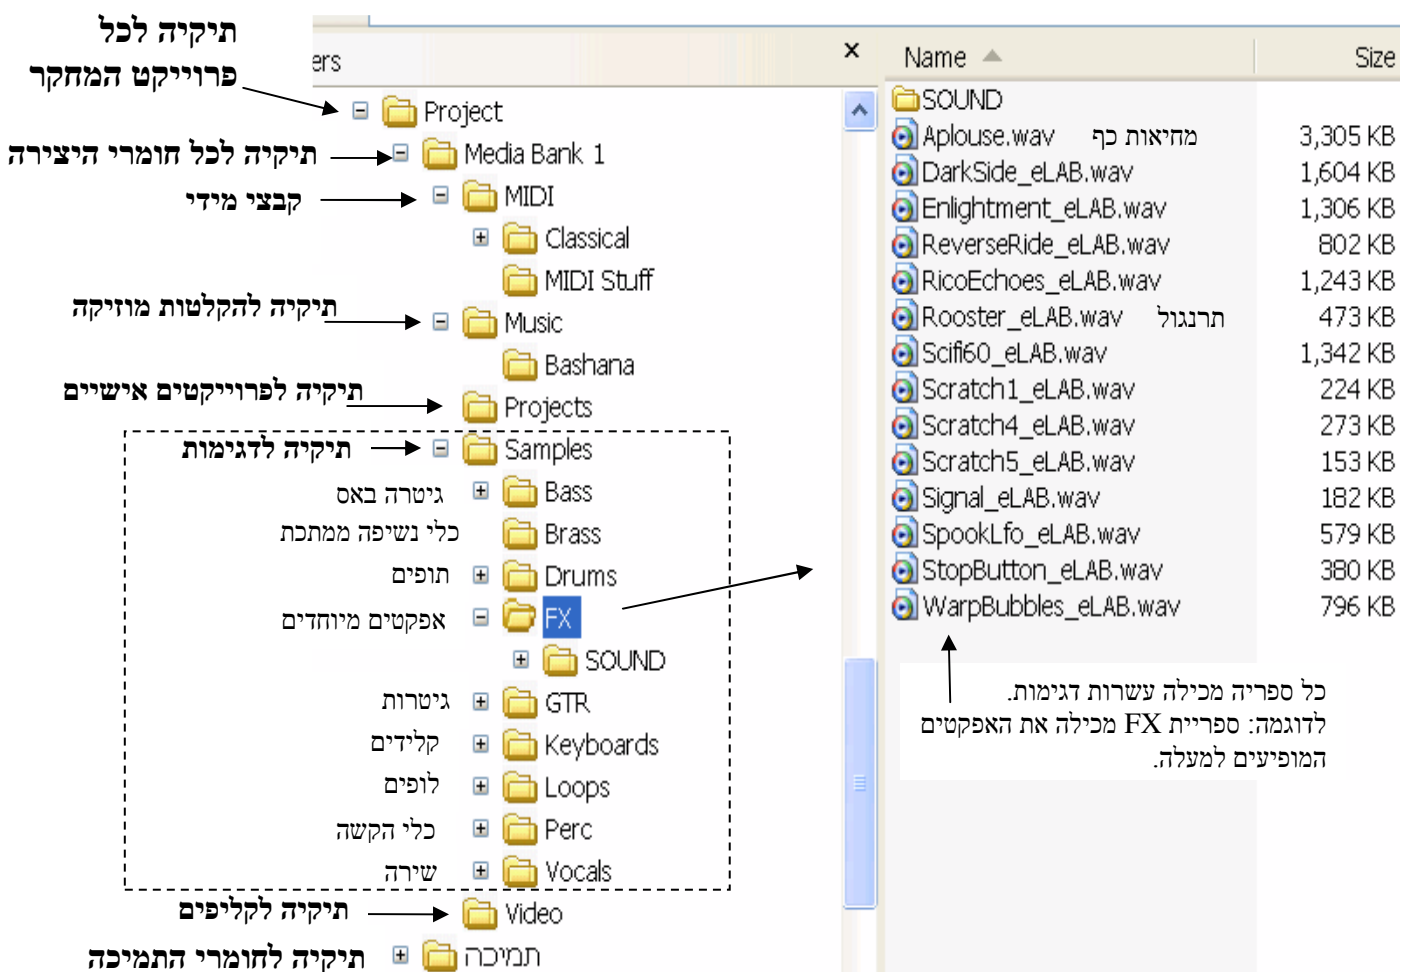 תיקיה לכל
פרוייקט המחקר
ers
Project
תיקיה לכל חומרי היצירה
Media Bank 1
קבצי מידי
MIDI
Classical
MIDI Stuff
תיקיה להקלטות מוזיקה
Music
Bashana
תיקיה לפרוייקטים אישיים
Projects
תיקיה לדגימות
Samples
גיטרה באס
Bass
כלי נשיפה ממתכת
Brass
תופים
Drums
אפקטים מיוחדים
FX
SOUND
גיטרות
GTR
קלידים
Keyboards
לופים
Loops
כלי הקשה
Perc
שירה
Vocals
תיקיה לקליפים
Video
תיקיה לחומרי התמיכה
תמיכה
Name Size
SOUND
Aplouse.wav מחיאות כף 3,305 KB
DarkSide_eLAB.wav 1,604 KB
Enlightment_eLAB.wav 1,306 KB
ReverseRide_eLAB.wav 802 KB
RicoEchoes_eLAB.wav 1,243 KB
Rooster_eLAB.wav תרנגול 473 KB
Scifi60_eLAB.wav 1,342 KB
Scratch1_eLAB.wav 224 KB
Scratch4_eLAB.wav 273 KB
Scratch5_eLAB.wav 153 KB
Signal_eLAB.wav 182 KB
SpookLfo_eLAB.wav 579 KB
StopButton_eLAB.wav 380 KB
WarpBubbles_eLAB.wav 796 KB
כל ספריה מכילה עשרות דגימות.
לדוגמה: ספריית FX מכילה את האפקטים
המופיעים למעלה.